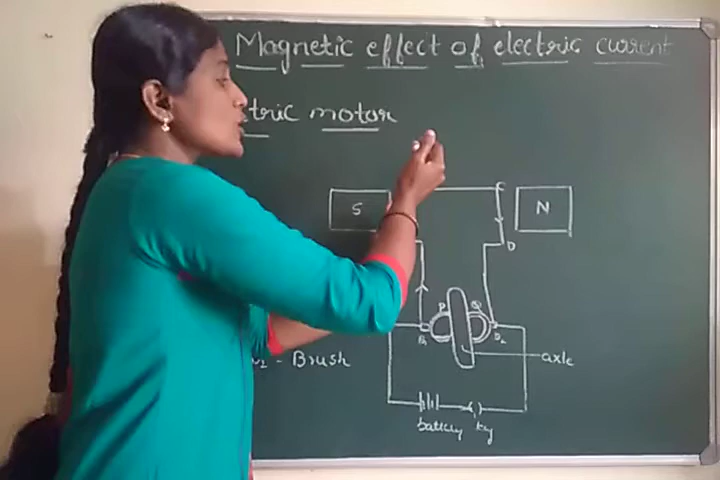 Magnetic effect of electric current
tric motor
S
N
C
D
P Q
B₁ B₂
axle
₂ - Brush
battery key